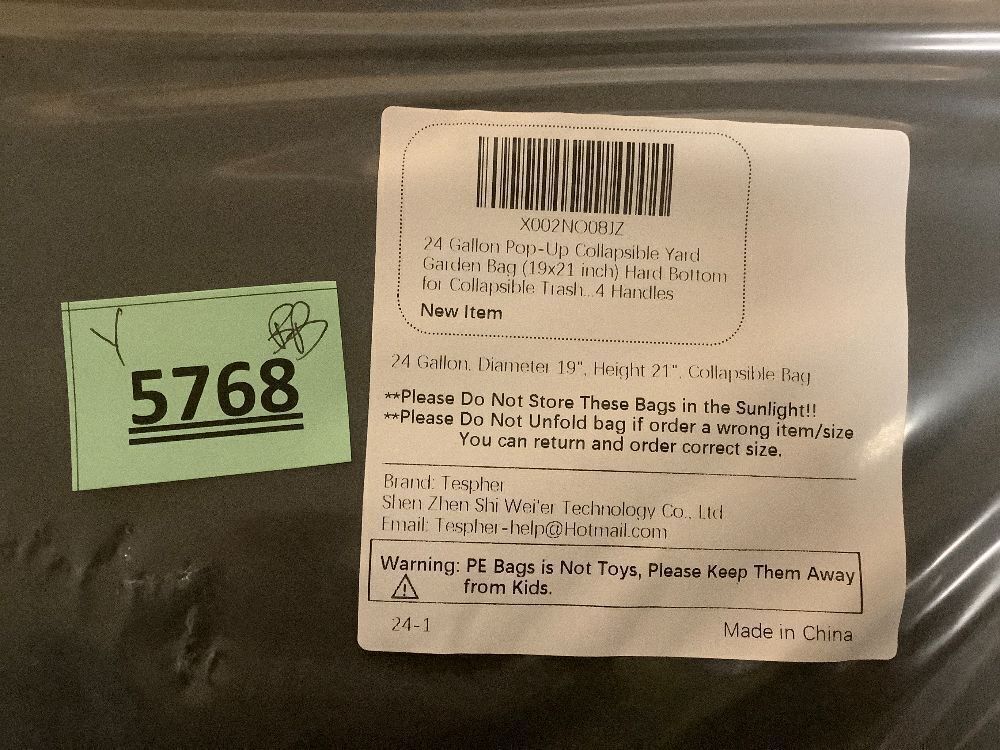 Y BB
5768
X002NO08JZ
24 Gallon Pop-Up Collapsible Yard
Garden Bag (19x21 inch) Hard Bottom
for Collapsible Trash...4 Handles
New Item
24 Gallon, Diameter 19", Height 21", Collapsible Bag
**Please Do Not Store These Bags in the Sunlight!!
**Please Do Not Unfold bag if order a wrong item/size
You can return and order correct size.
Brand: Tespher
Shen Zhen Shi Wei'er Technology Co., Ltd
Email: Tespher-help@Hotmail.com
Warning: PE Bags is Not Toys, Please Keep Them Away
from Kids.
24-1
Made in China